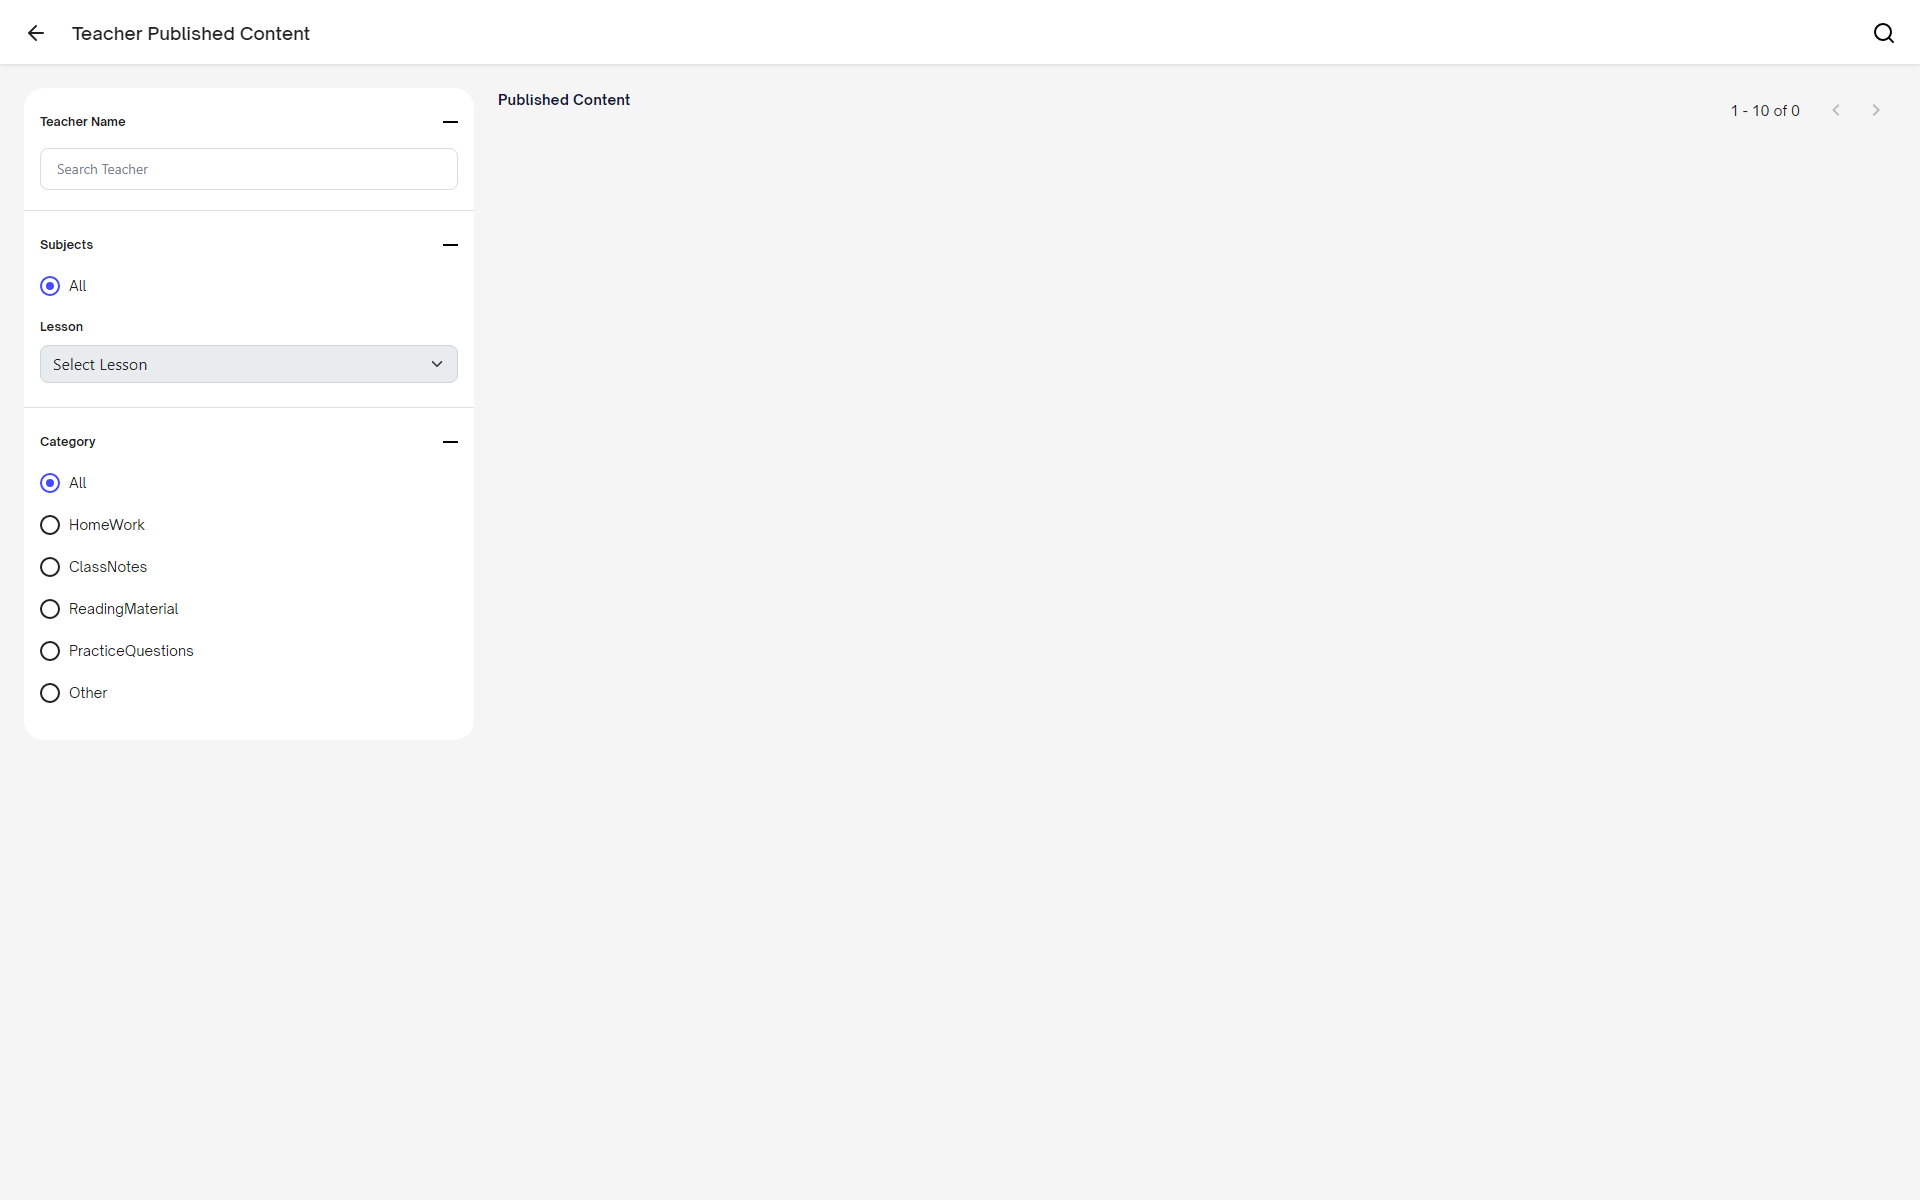 Teacher Published Content
Teacher Name
Search Teacher
Subjects
All
Lesson
Select Lesson
Category
All
HomeWork
ClassNotes
ReadingMaterial
PracticeQuestions
Other
Published Content
1 - 10 of 0